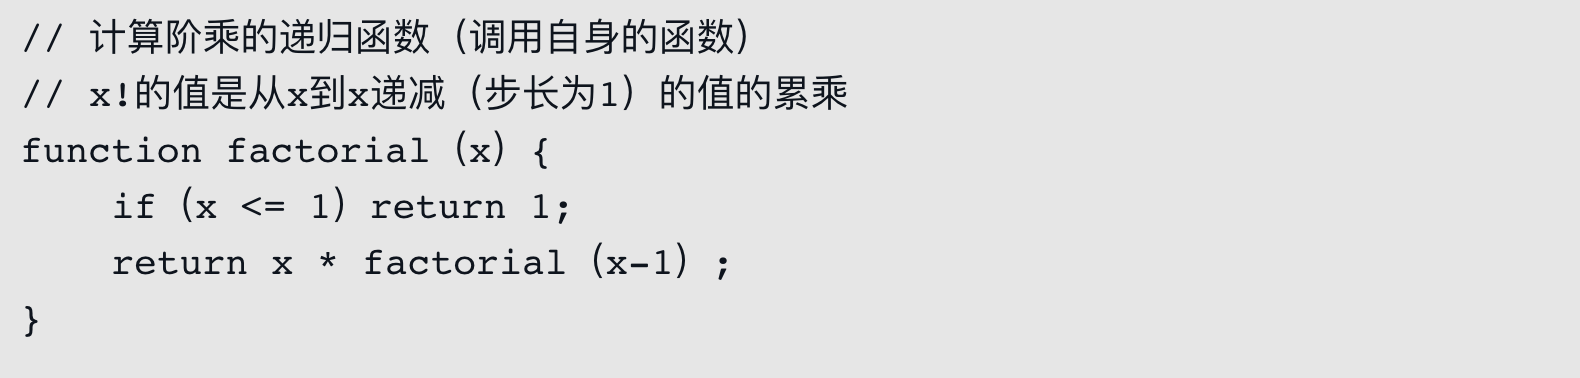 // 计算阶乘的递归函数（调用自身的函数）
// x!的值是从x到x递减（步长为1）的值的累乘
function factorial（x）{
    if（x <= 1）return 1;
    return x * factorial（x-1）;
}